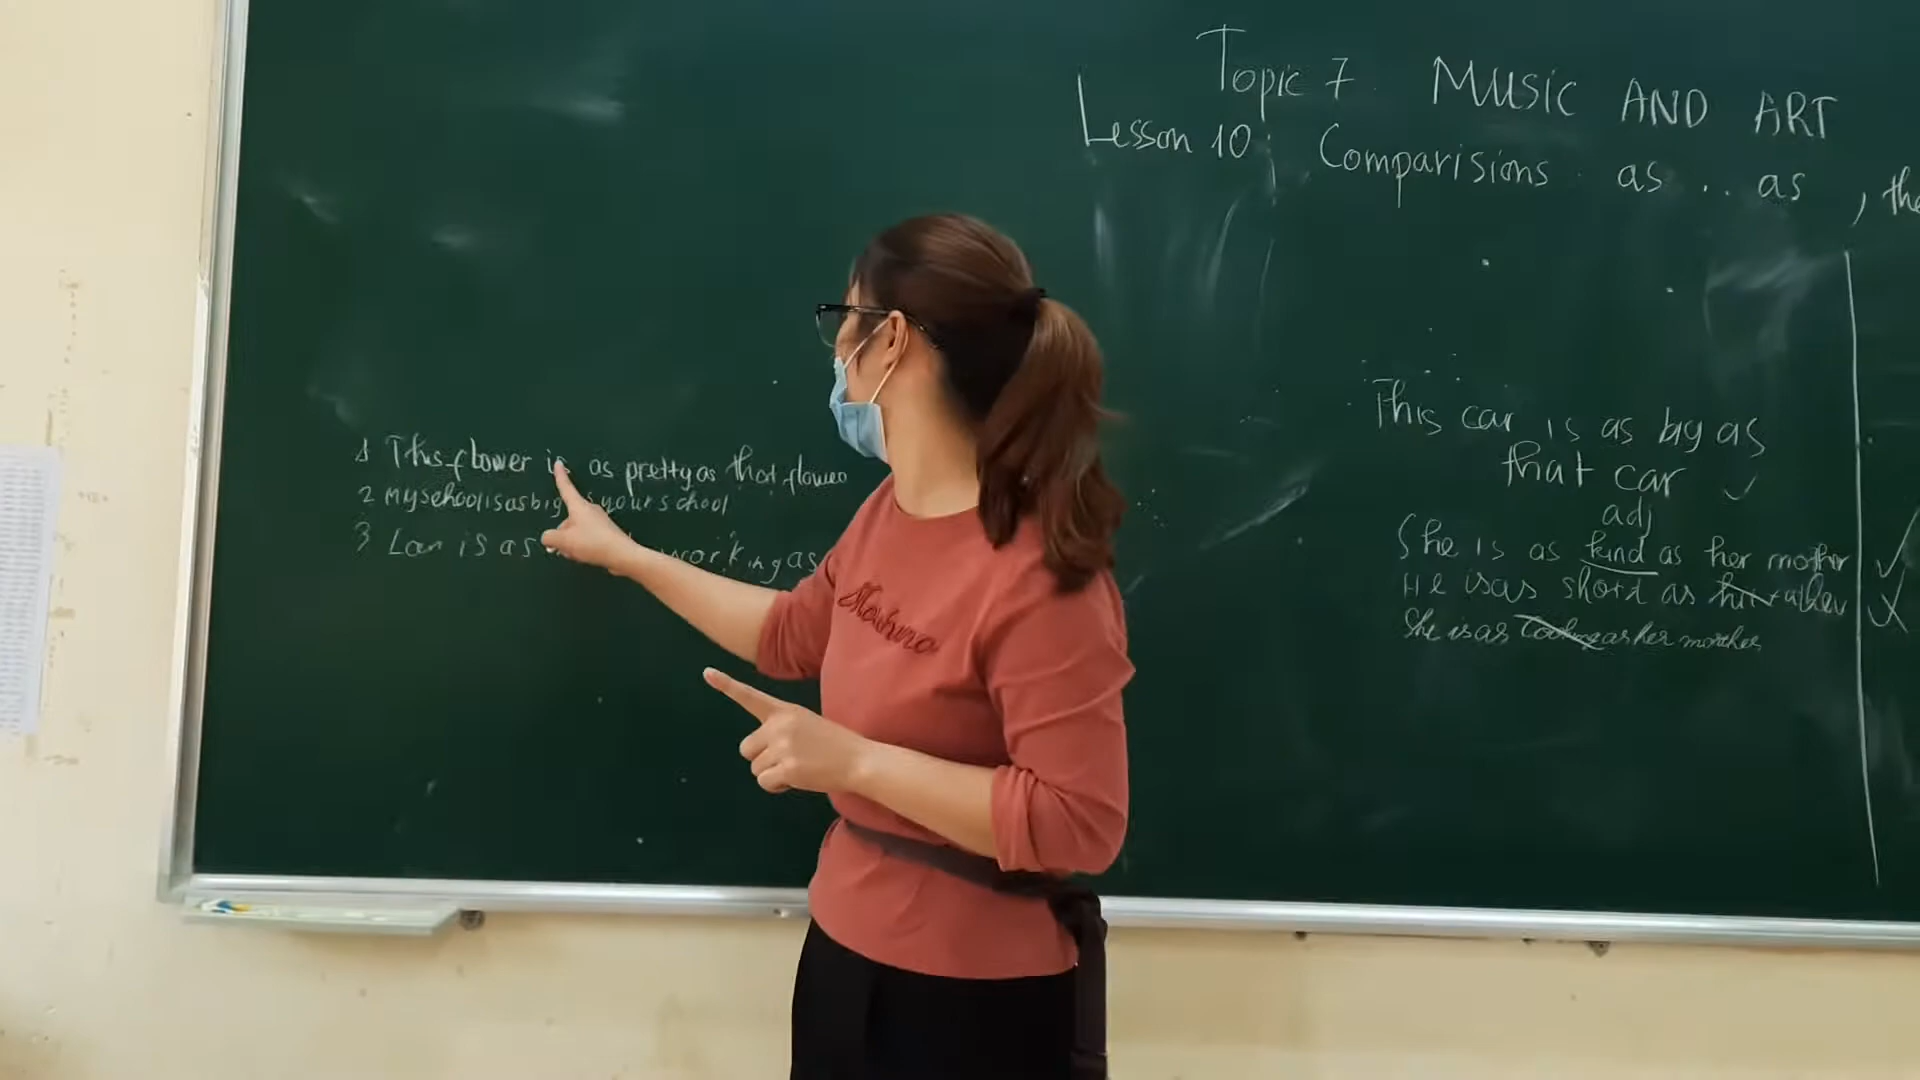 Topic 7. MUSIC AND ART
Lesson 10: Comparisions as .. as , the
1 This flower is as pretty as that flower
2 My school is as big as your school
3 Lan is as working as
This car is as big as
that car
adj
She is as kind as her mother
He is as short as
She is as as her mother